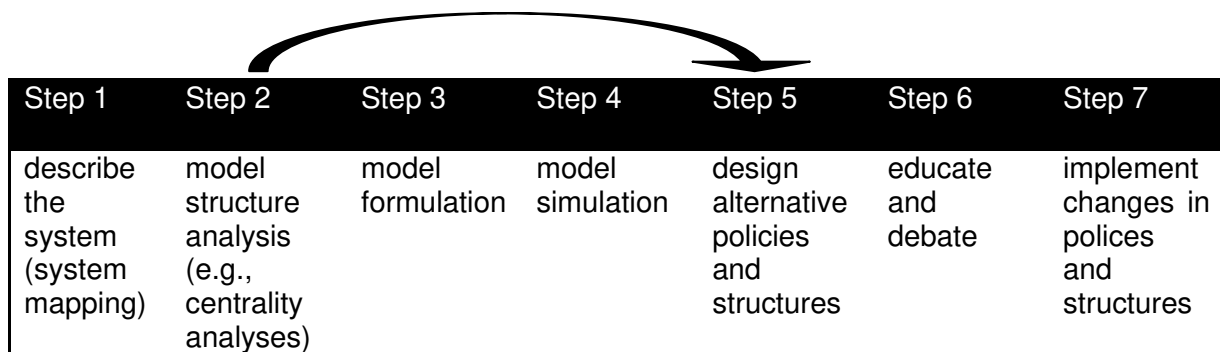 Step 1 Step 2 Step 3 Step 4 Step 5 Step 6 Step 7
describe model model model design educate implement
the structure formulation simulation alternative and changes in
system analysis policies debate polices
(system (e.g., and and
mapping) centrality structures structures
analyses)